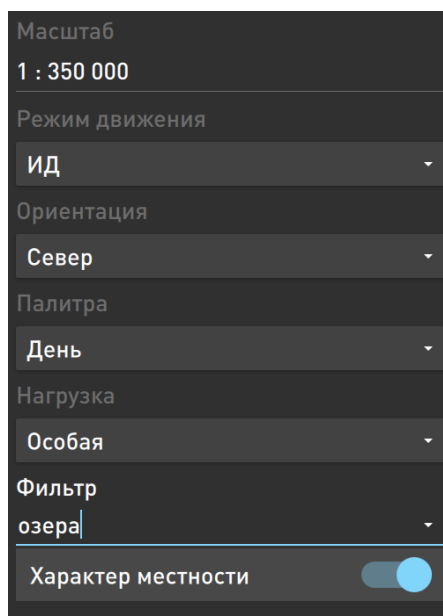 Масштаб
1 : 350 000
Режим движения
ИД
Ориентация
Север
Палитра
День
Нагрузка
Особая
Фильтр
озера
Характер местности